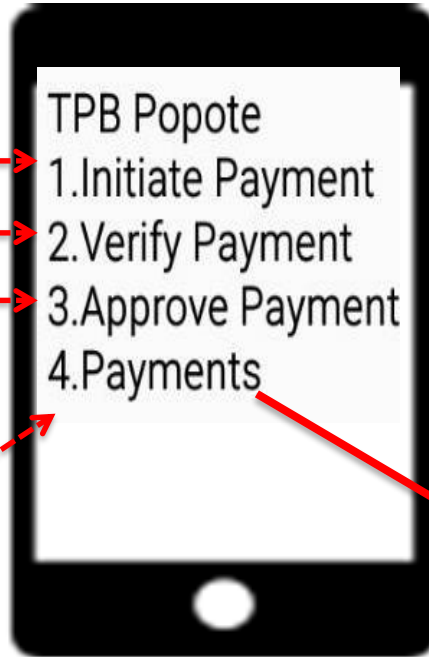 TPB Popote
1.Initiate Payment
2.Verify Payment
3.Approve Payment
4.Payments